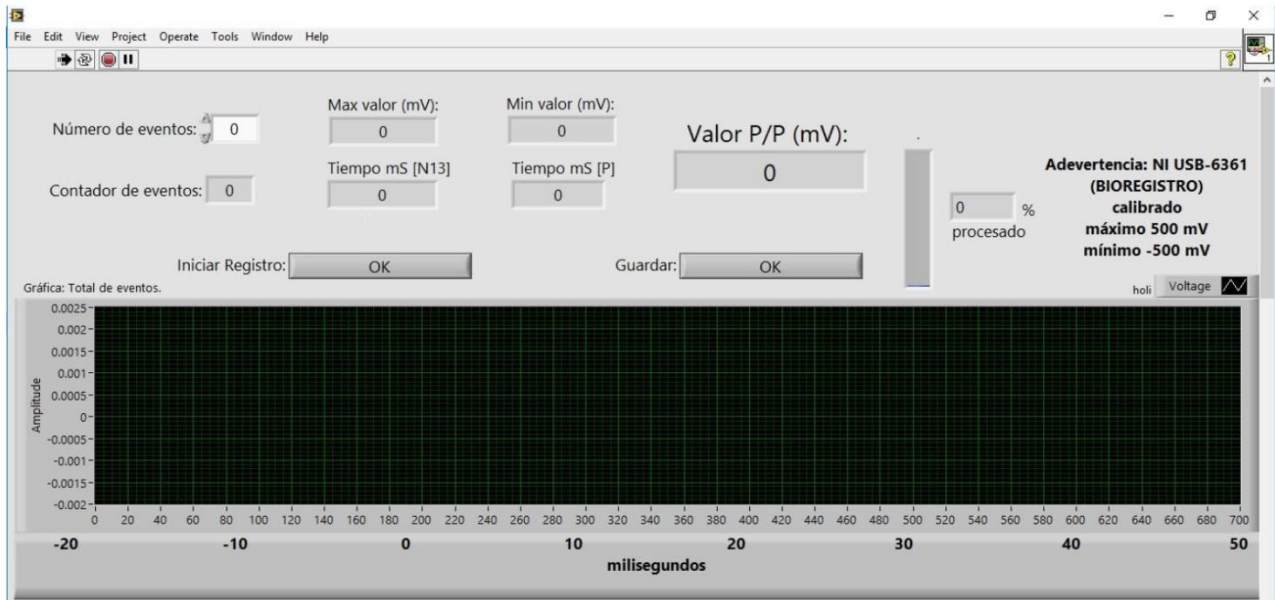 File Edit View Project Operate Tools Window Help
Número de eventos: 0
Max valor (mV):
0
Min valor (mV):
0
Valor P/P (mV):
0
Contador de eventos: 0
Tiempo mS [N13]
0
Tiempo mS [P]
0
0 %
procesado
Adevertencia: NI USB-6361
(BIOREGISTRO)
calibrado
máximo 500 mV
mínimo -500 mV
Iniciar Registro: OK
Guardar: OK
Gráfica: Total de eventos.
holi Voltage
Amplitude
0.0025
0.002
0.0015
0.001
0.0005
0
-0.0005
-0.001
-0.0015
-0.002
0 20 40 60 80 100 120 140 160 180 200 220 240 260 280 300 320 340 360 380 400 420 440 460 480 500 520 540 560 580 600 620 640 660 680 700
-20 -10 0 10 20 30 40 50
milisegundos